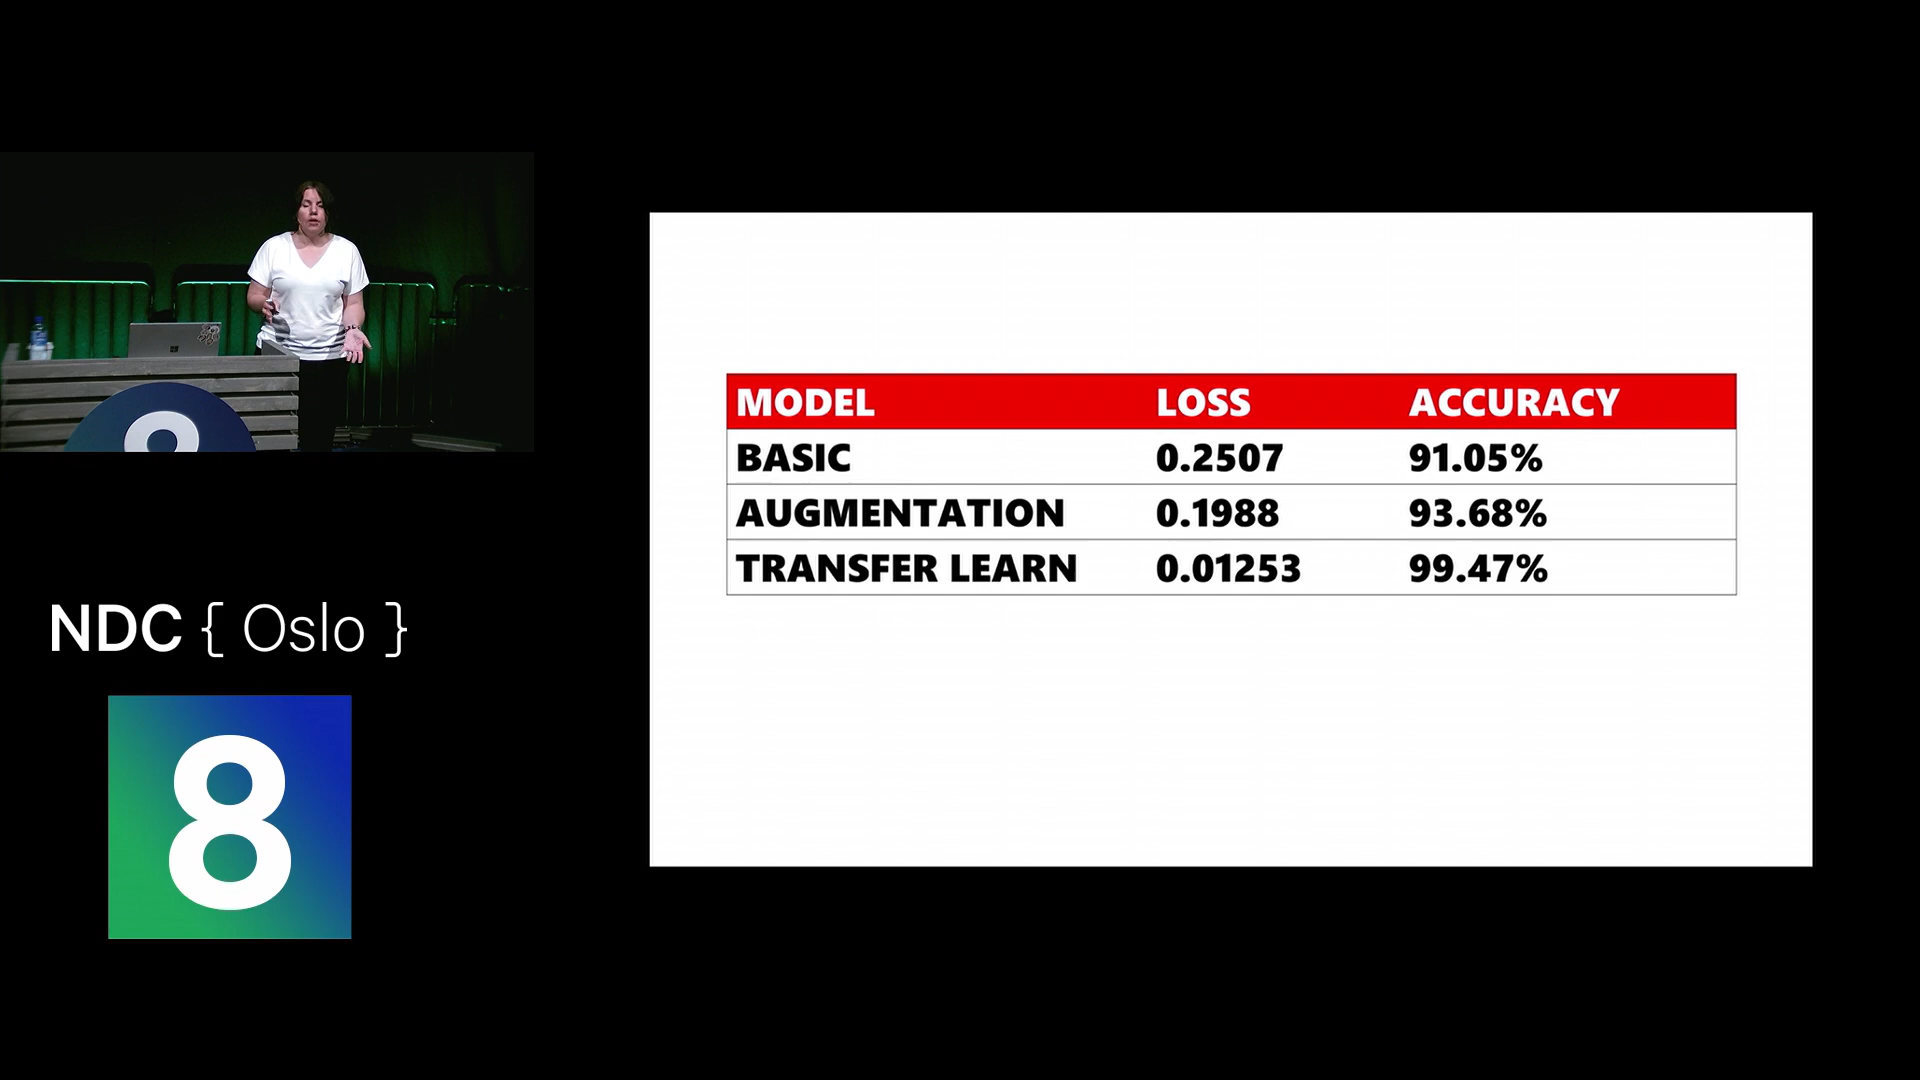 NDC { Oslo }
8
8
MODEL LOSS ACCURACY
BASIC 0.2507 91.05%
AUGMENTATION 0.1988 93.68%
TRANSFER LEARN 0.01253 99.47%